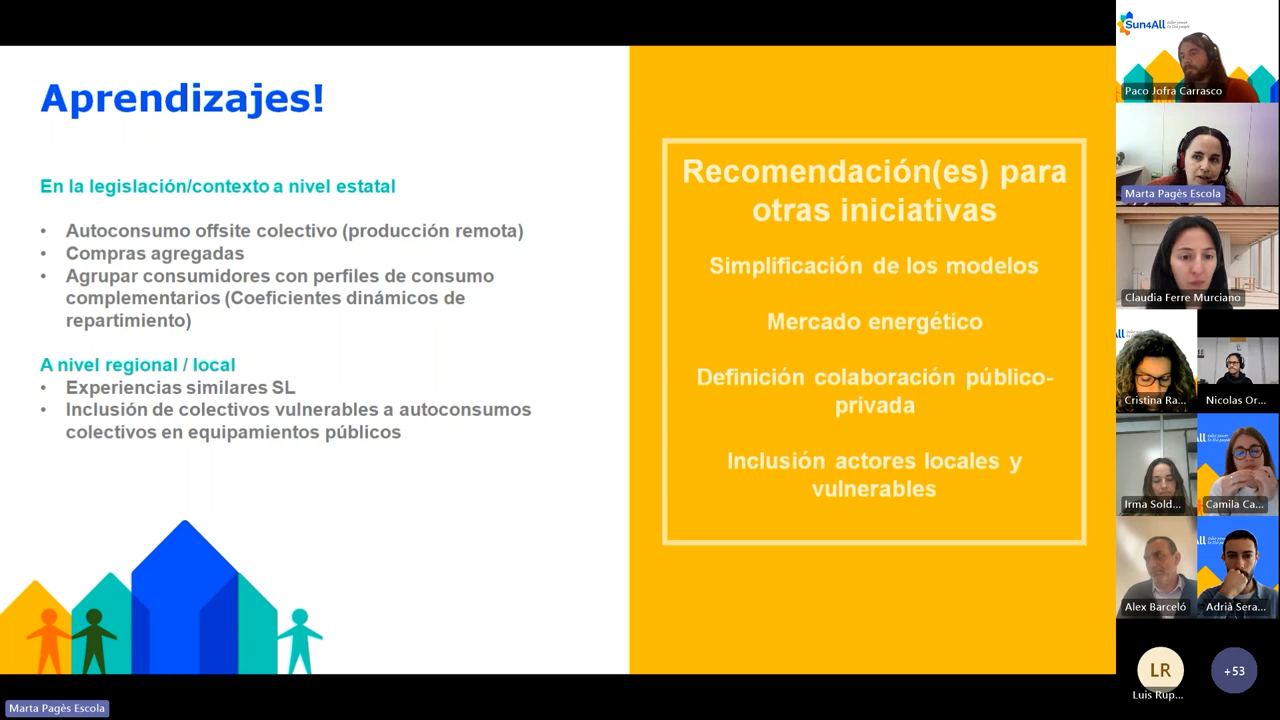 Aprendizajes!
En la legislación/contexto a nivel estatal
• Autoconsumo offsite colectivo (producción remota)
• Compras agregadas
• Agrupar consumidores con perfiles de consumo
complementarios (Coeficientes dinámicos de
repartimiento)
A nivel regional / local
• Experiencias similares SL
• Inclusión de colectivos vulnerables a autoconsumos
colectivos en equipamientos públicos
Recomendación(es) para
otras iniciativas
Simplificación de los modelos
Mercado energético
Definición colaboración público-
privada
Inclusión actores locales y
vulnerables
Sun4All
Paco Jofra Carrasco
Marta Pagès Escola
Claudia Ferre Murciano
Cristina Ra...
Nicolas Or...
Irma Sold...
Camila Ca...
Alex Barceló
Adrià Sera...
LR
Luis Rup...
+53
Marta Pagès Escola